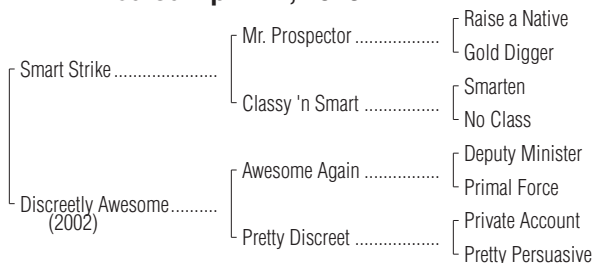 Raise a Native
Mr. Prospector ..................
Gold Digger
Smart Strike ......................
Smarten
Classy 'n Smart ................
No Class
Deputy Minister
Awesome Again ................
Primal Force
Discreetly Awesome..........
(2002)
Private Account
Pretty Discreet ..................
Pretty Persuasive